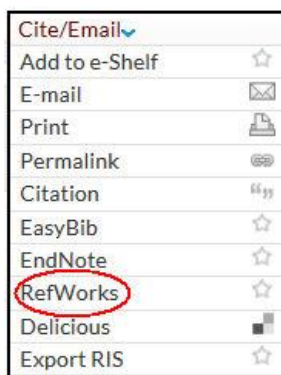 Cite/Email
Add to e-Shelf
E-mail
Print
Permalink
Citation
EasyBib
EndNote
RefWorks
Delicious
Export RIS